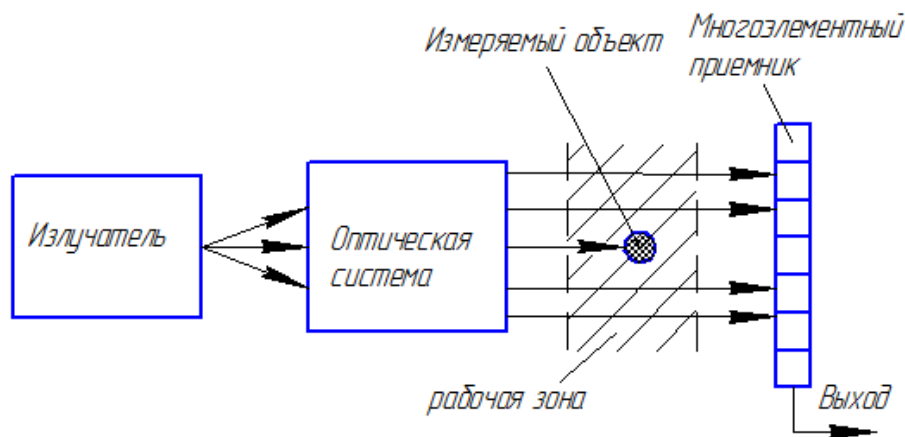 Измеряемый объект
Многоэлементный
приемник
Излучатель
Оптическая
система
рабочая зона
Выход